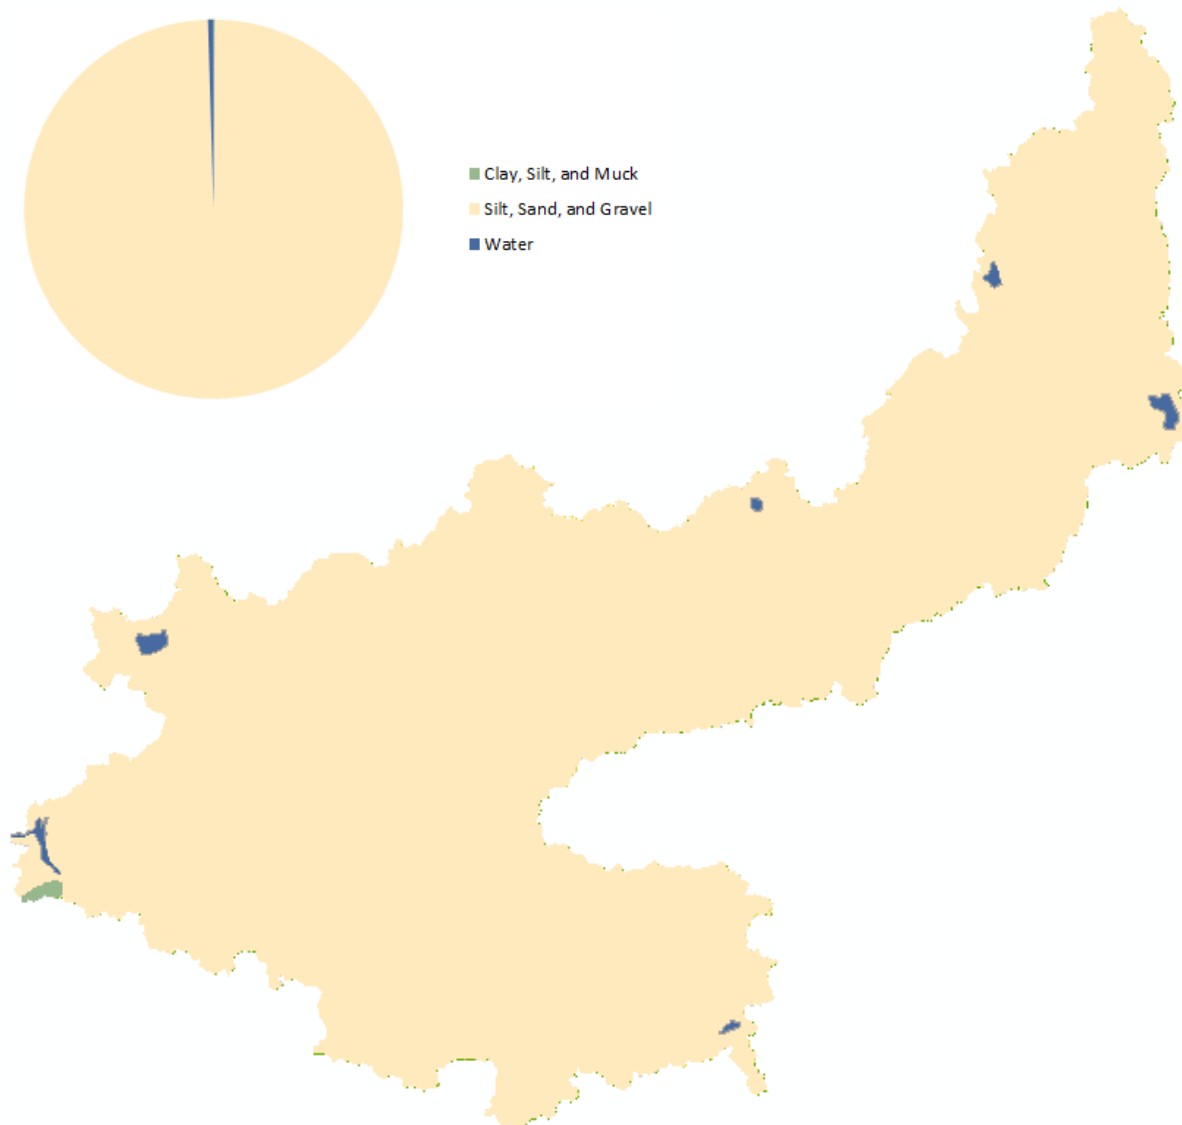 Clay, Silt, and Muck
Silt, Sand, and Gravel
Water